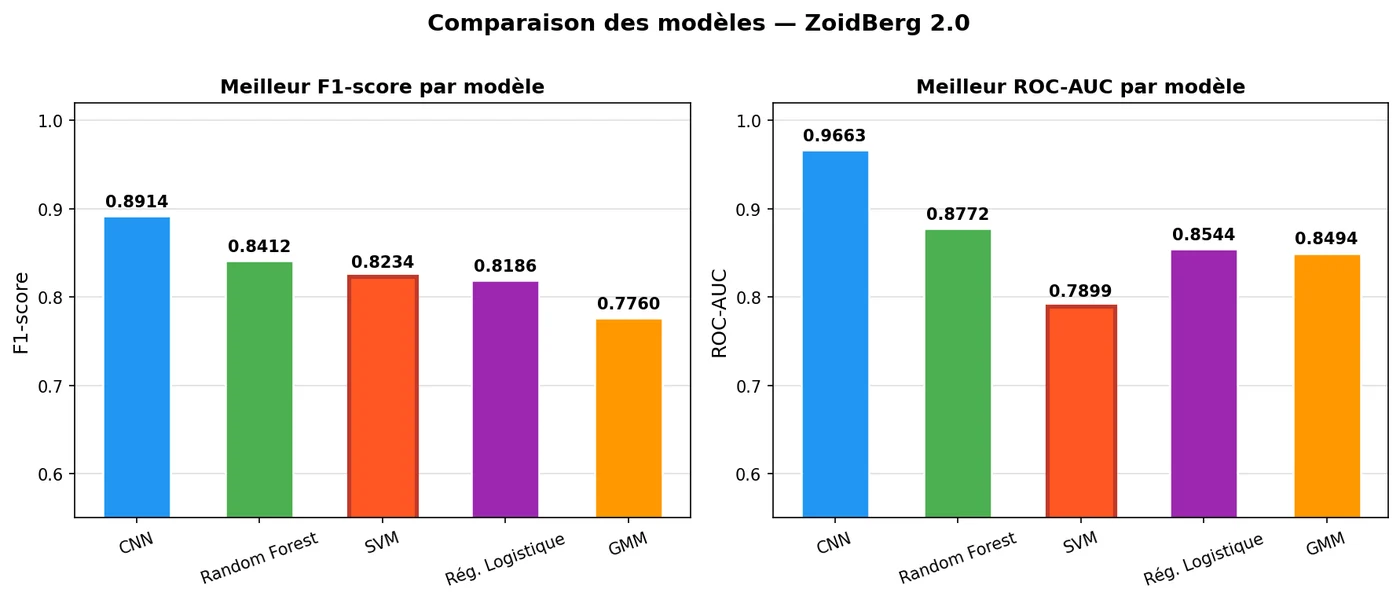 Comparaison des modèles — ZoidBerg 2.0
Meilleur F1-score par modèle
F1-score
1.0
0.9
0.8
0.7
0.6
0.8914
0.8412
0.8234
0.8186
0.7760
CNN
Random Forest
SVM
Rég. Logistique
GMM
Meilleur ROC-AUC par modèle
ROC-AUC
1.0
0.9
0.8
0.7
0.6
0.9663
0.8772
0.7899
0.8544
0.8494
CNN
Random Forest
SVM
Rég. Logistique
GMM